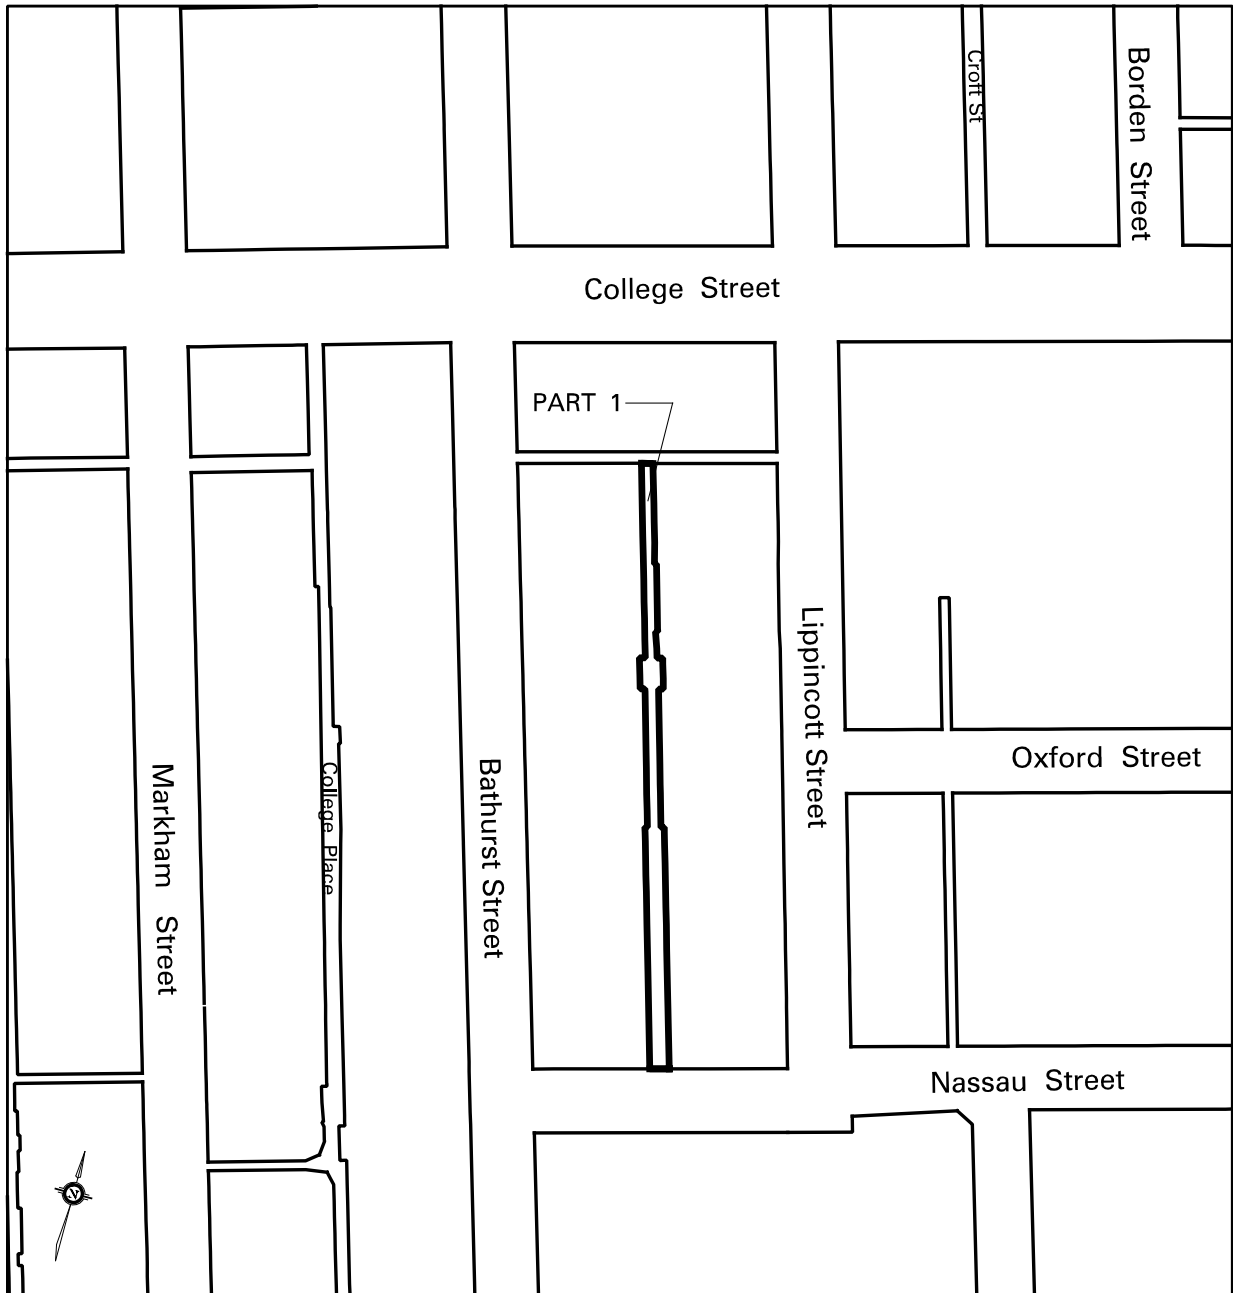 Croft St
Borden Street
College Street
PART 1
Lippincott Street
Oxford Street
Markham Street
College Place
Bathurst Street
Nassau Street
N